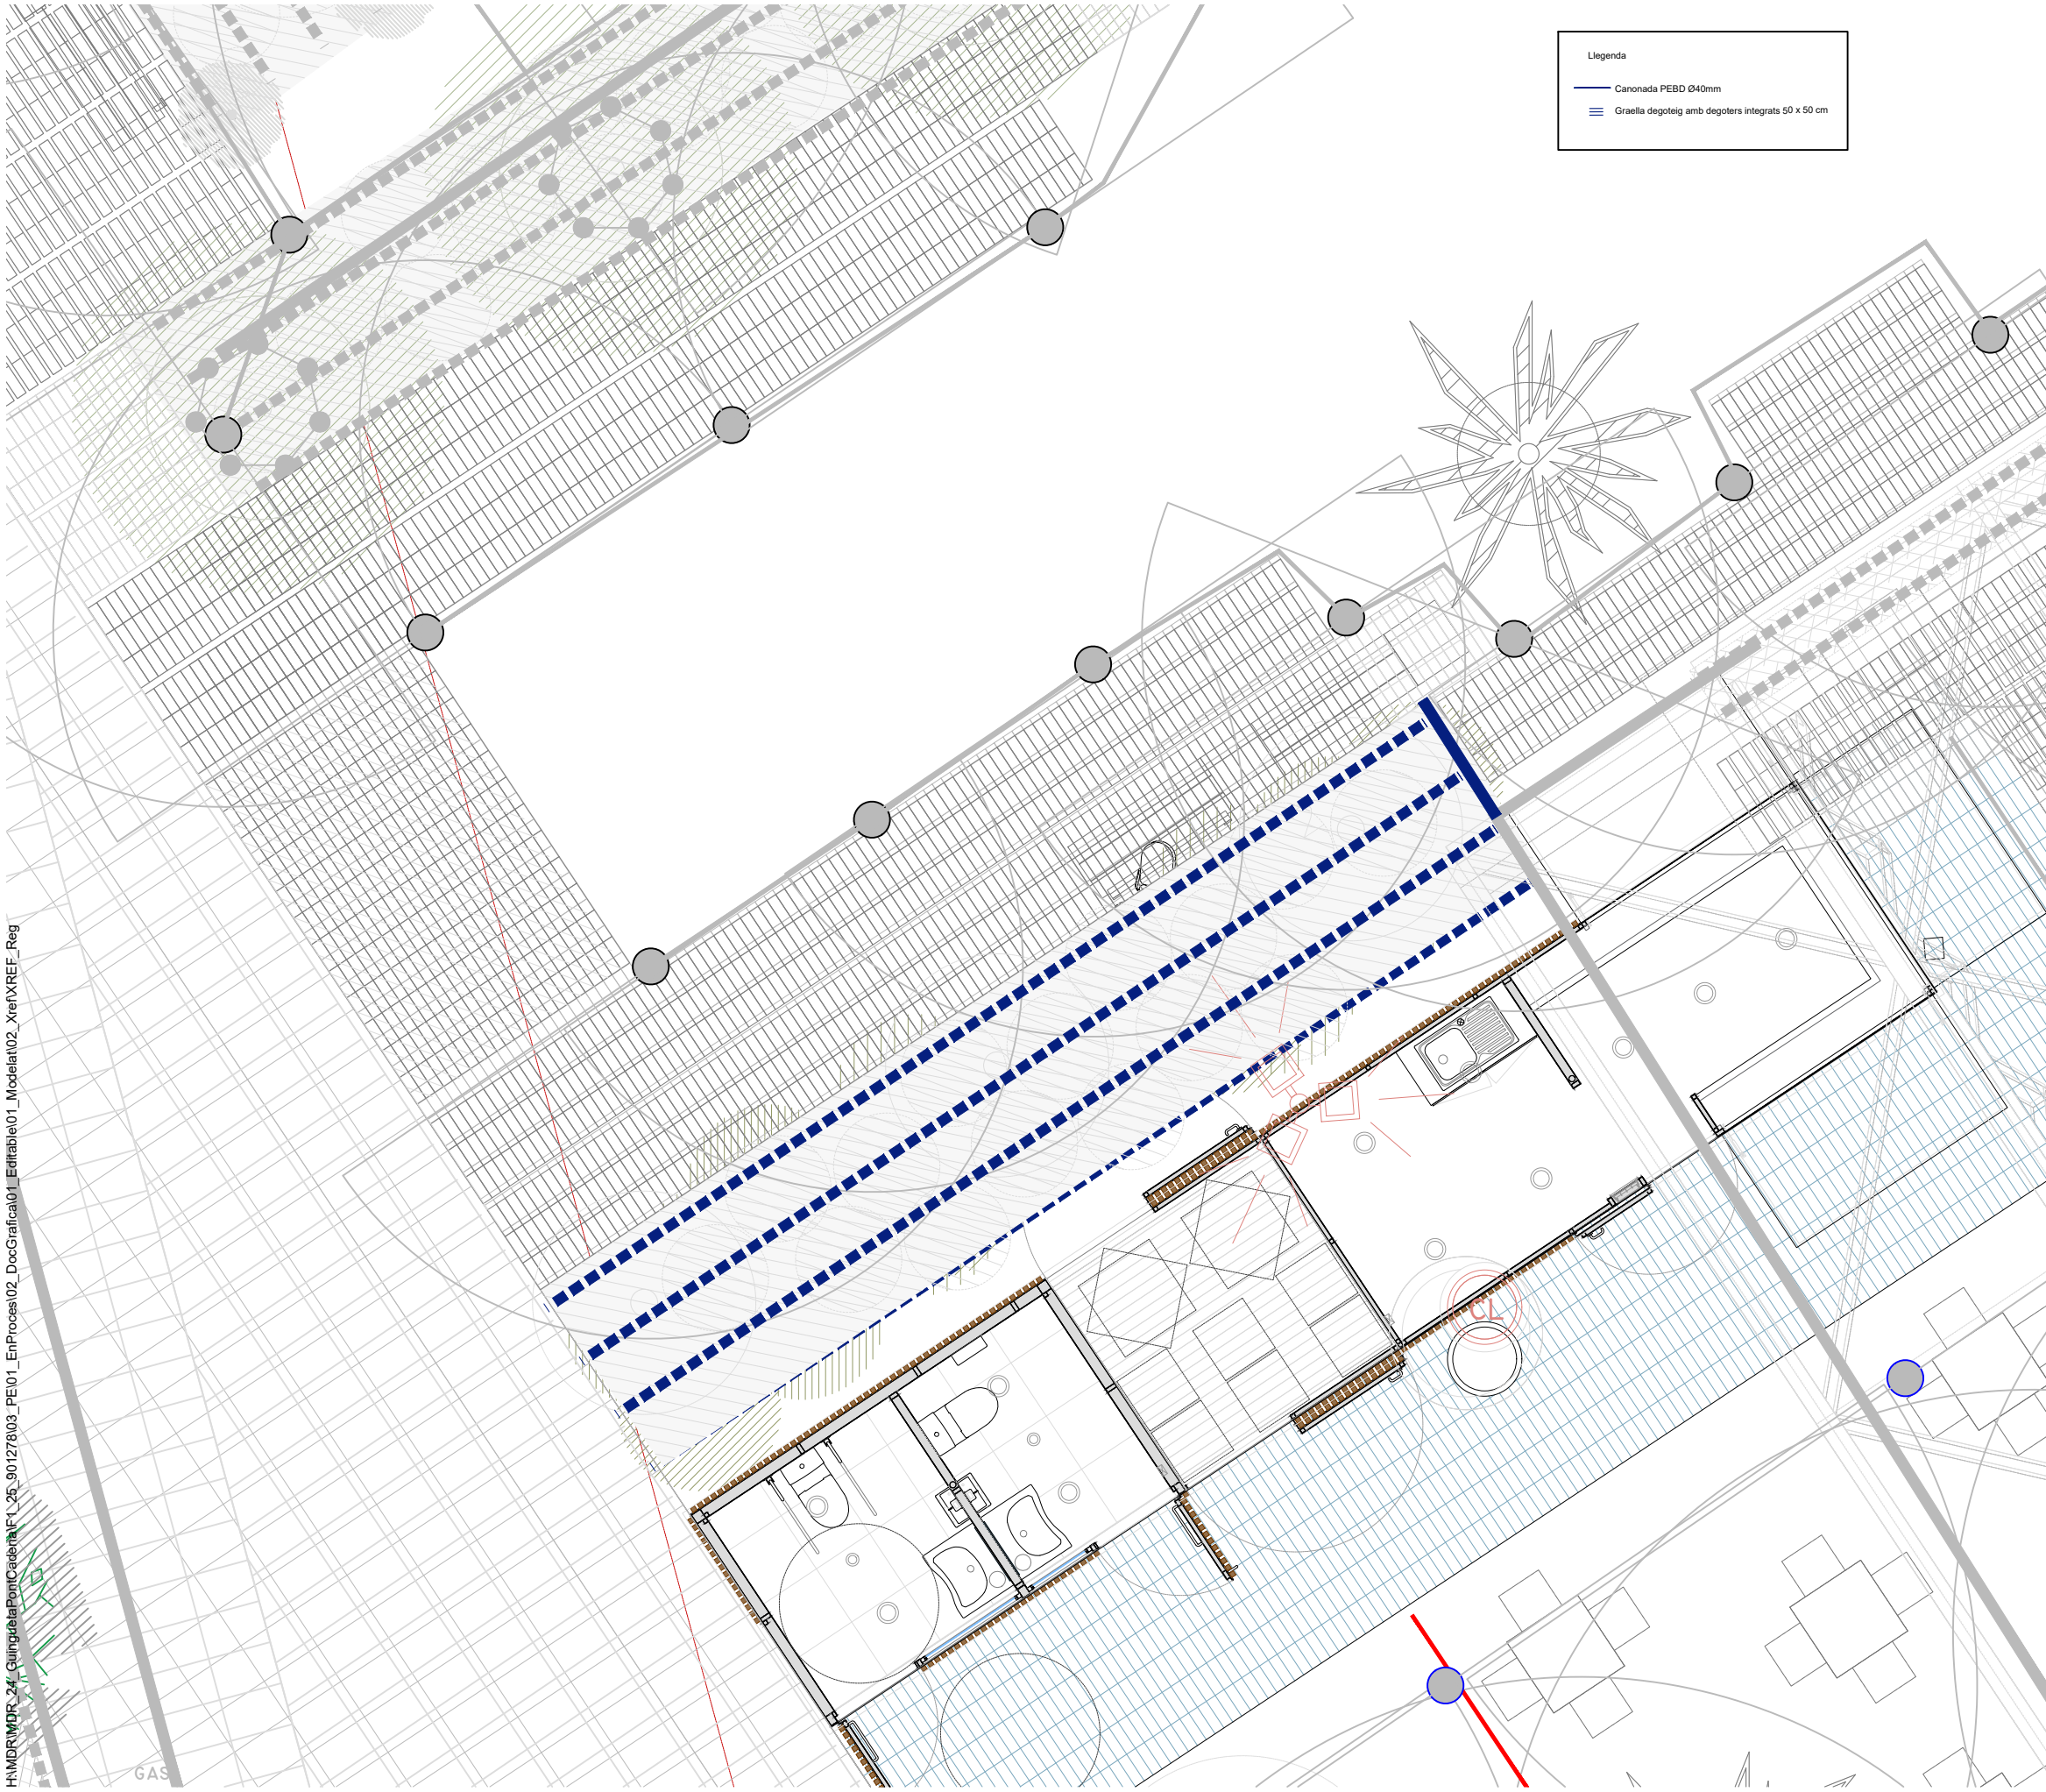 Llegenda
Canonada PEBD Ø40mm
Graella degoteig amb degoters integrats 50 x 50 cm
CL
GAS
H:\MDR\MDR_24_GuinguetaPontCadena\F1_25_901278\03_PE\01_EnProces\02_DocGrafica\01_Editable\01_Modelat\02_Xref\XREF_Reg